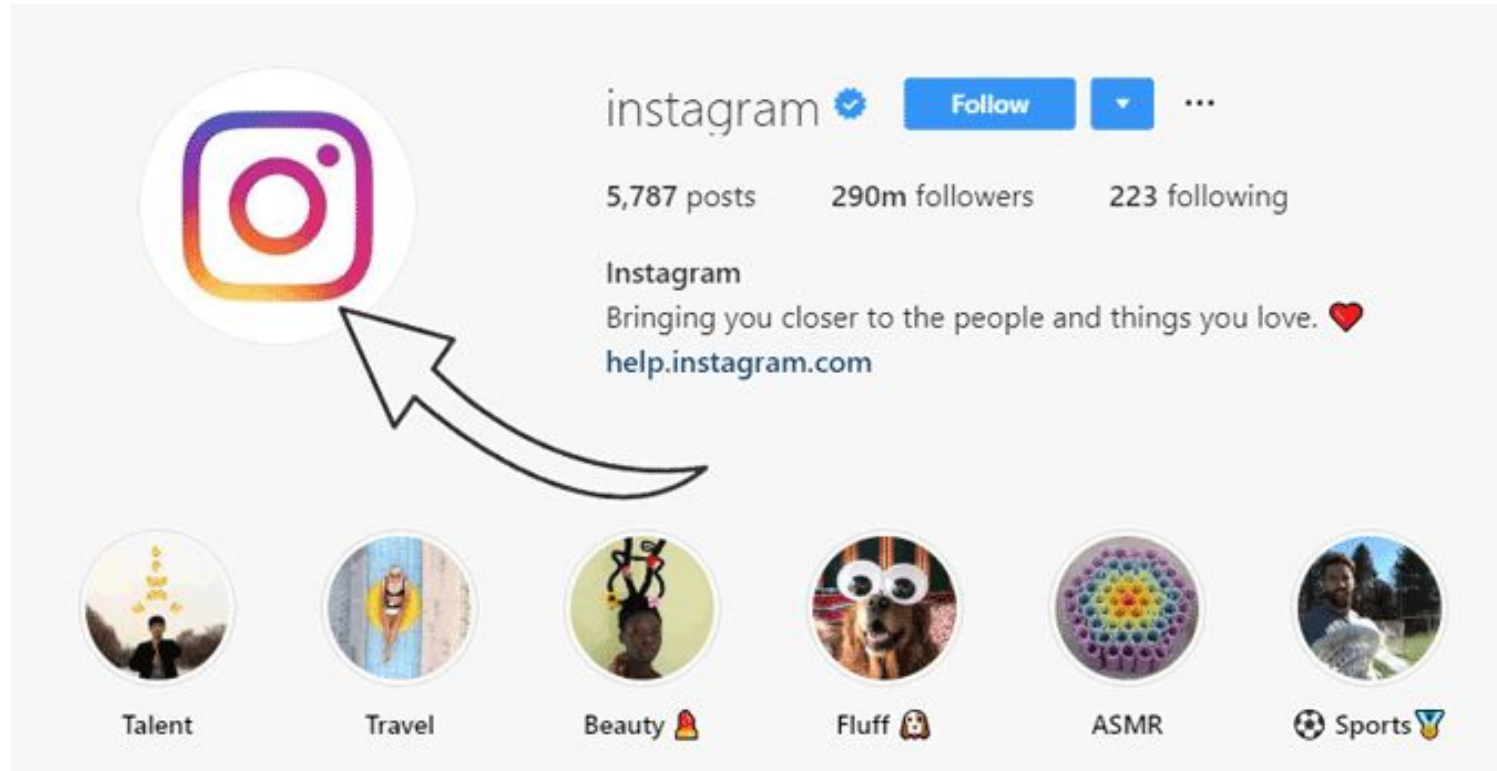 instagram Follow ...
5,787 posts 290m followers 223 following
Instagram
Bringing you closer to the people and things you love. ❤️
help.instagram.com
Talent Travel Beauty 💄 Fluff 🐶 ASMR ⚽ Sports🏅